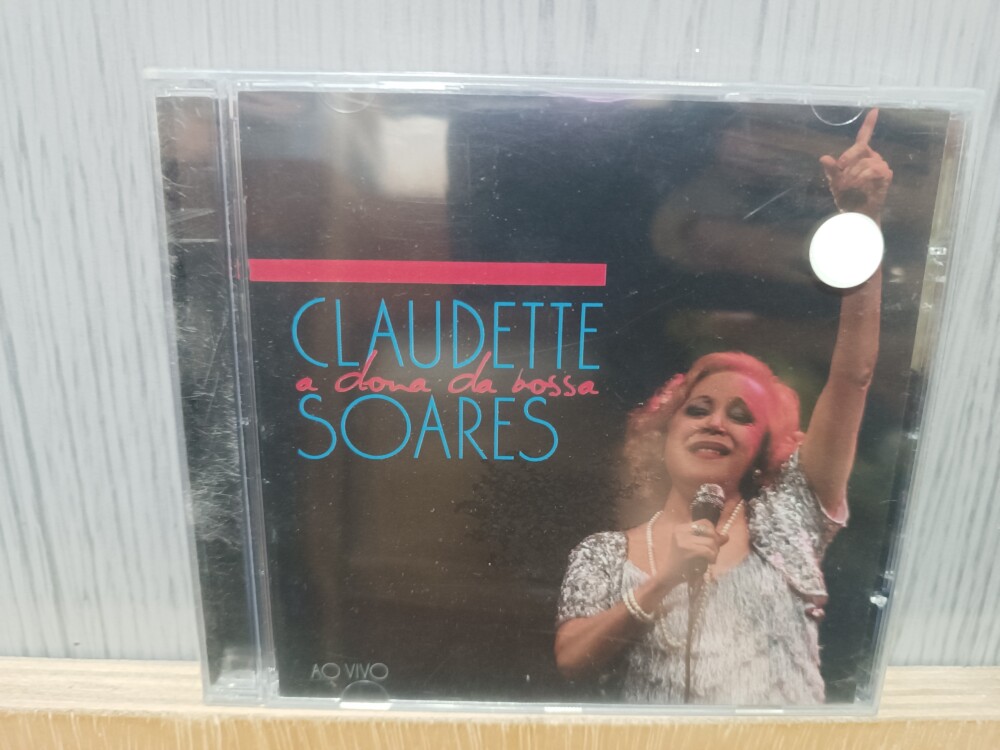 CLAUDETTE
a dona da bossa
SOARES
AO VIVO